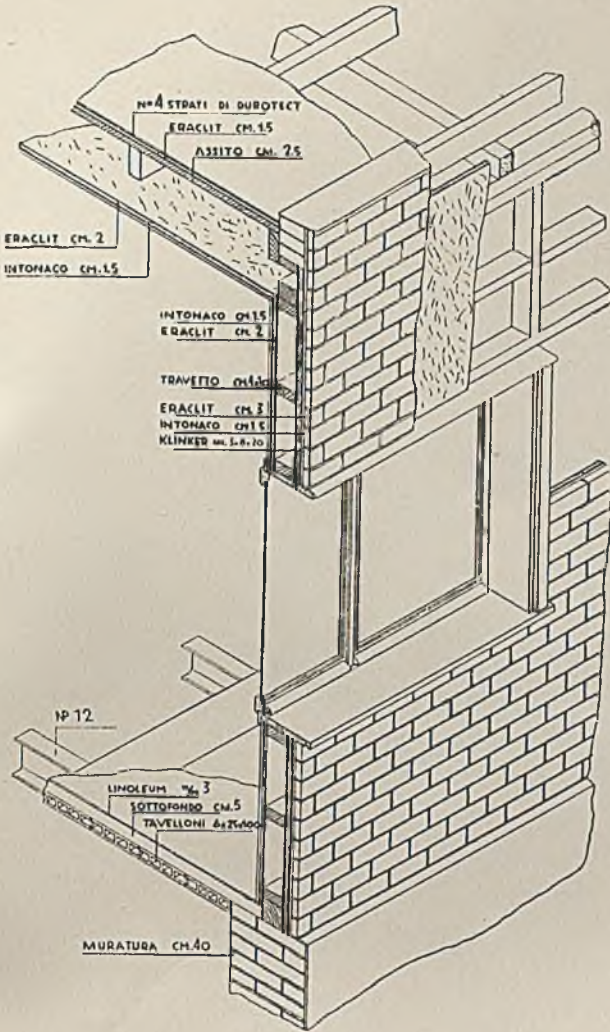 Nº 4 STRATI DI DUROTECT
ERACLIT CM. 1.5
ASSITO CM. 2.5
ERACLIT CM. 2
INTONACO CM. 1.5
INTONACO CM 1.5
ERACLIT CM. 2
TRAVETTO
ERACLIT CM. 3
INTONACO CM 1.5
KLINKER
NP 12
LINOLEUM m/m 3
SOTTOFONDO CM. 5
TAVELLONI
MURATURA CM. 40